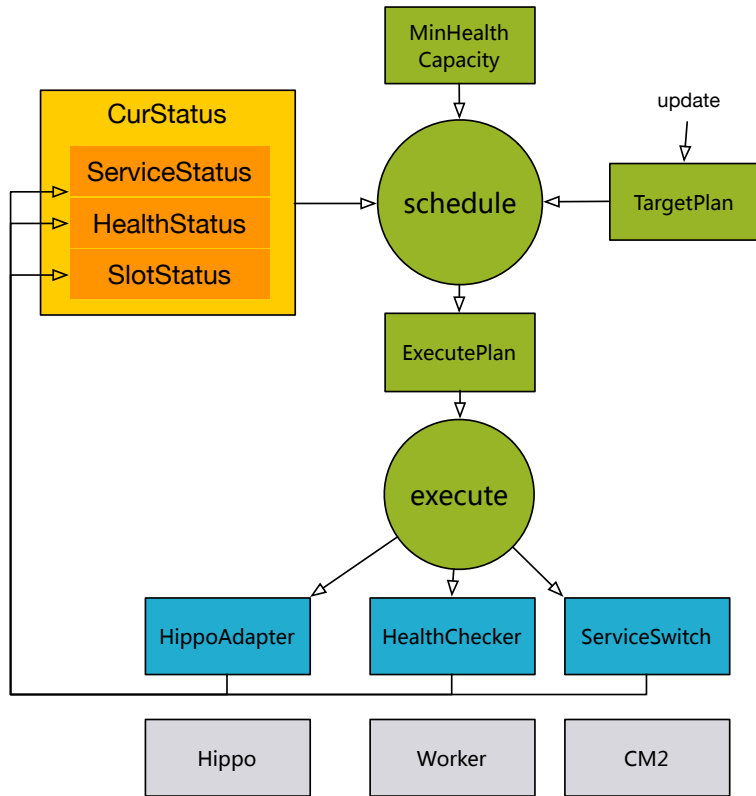 MinHealth
Capacity
CurStatus
update
ServiceStatus
HealthStatus
SlotStatus
schedule
TargetPlan
ExecutePlan
execute
HippoAdapter
HealthChecker
ServiceSwitch
Hippo
Worker
CM2